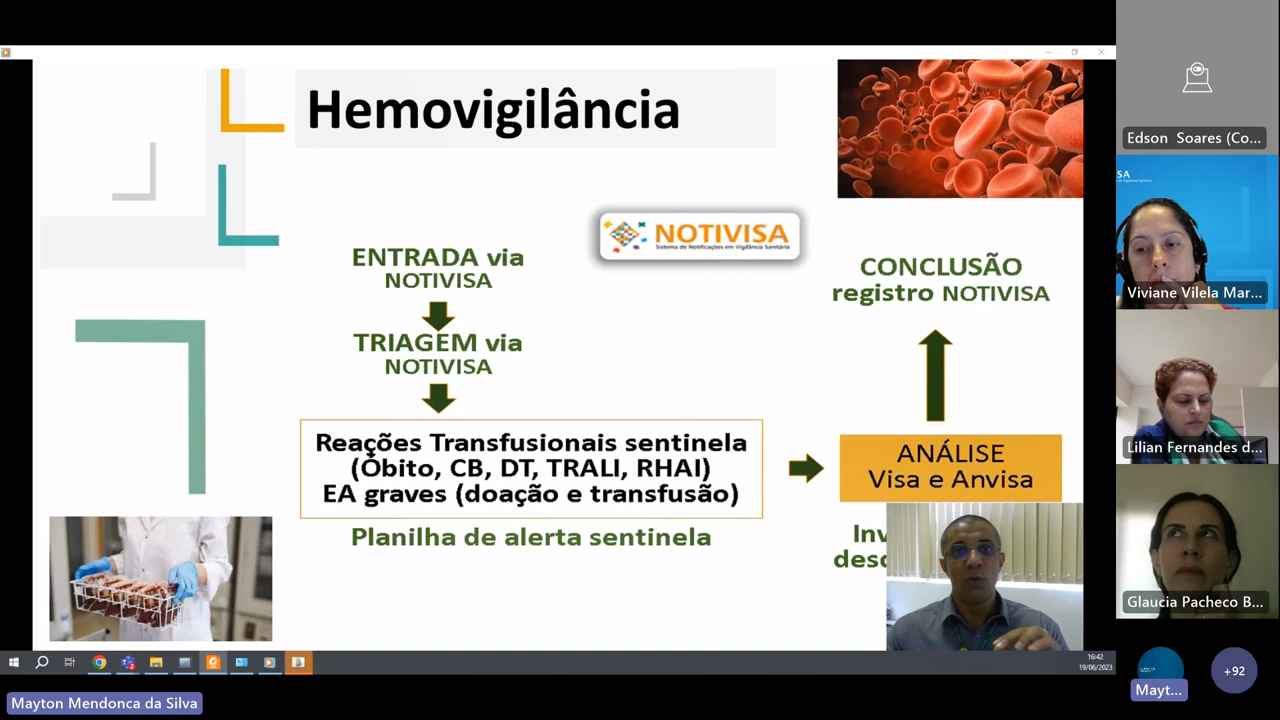 Hemovigilância
NOTIVISA
Sistema de Notificações em Vigilância Sanitária
ENTRADA via
NOTIVISA
TRIAGEM via
NOTIVISA
Reações Transfusionais sentinela
(Óbito, CB, DT, TRALI, RHAI)
EA graves (doação e transfusão)
Planilha de alerta sentinela
CONCLUSÃO
registro NOTIVISA
ANÁLISE
Visa e Anvisa
Inv
desc
16:42
19/06/2023
Mayton Mendonca da Silva
Edson Soares (Co...
SA
Viviane Vilela Mar...
Lilian Fernandes d...
Glaucia Pacheco B...
Mayt...
+92